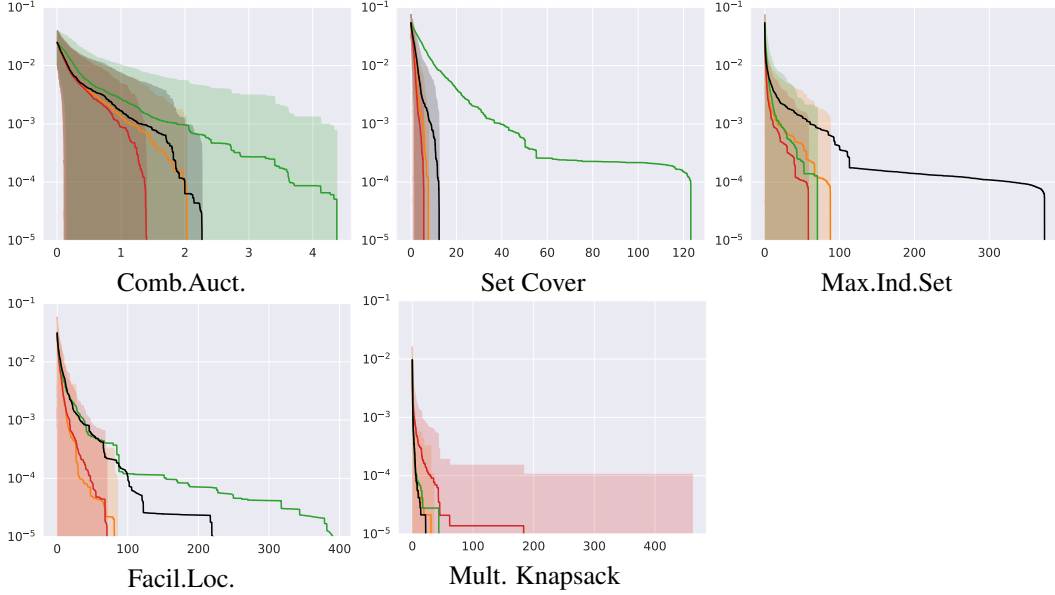 10⁻¹ 10⁻¹ 10⁻¹
10⁻² 10⁻² 10⁻²
10⁻³ 10⁻³ 10⁻³
10⁻⁴ 10⁻⁴ 10⁻⁴
10⁻⁵ 10⁻⁵ 10⁻⁵
0 1 2 3 4 0 20 40 60 80 100 120 0 100 200 300
Comb.Auct. Set Cover Max.Ind.Set
10⁻¹ 10⁻¹
10⁻² 10⁻²
10⁻³ 10⁻³
10⁻⁴ 10⁻⁴
10⁻⁵ 10⁻⁵
0 100 200 300 400 0 100 200 300 400
Facil.Loc. Mult. Knapsack